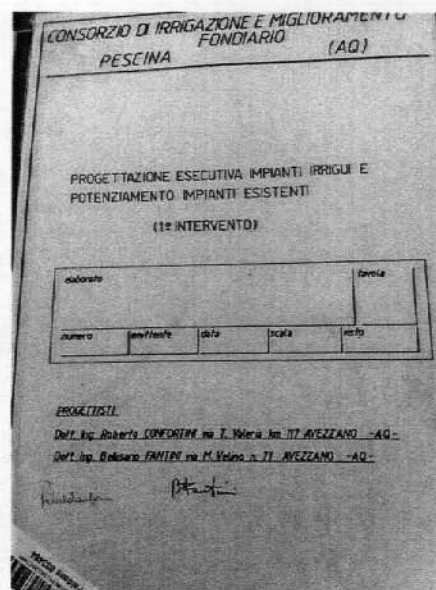 CONSORZIO DI IRRIGAZIONE E MIGLIORAMENTO
FONDIARIO
PESCINA (AQ)
PROGETTAZIONE ESECUTIVA IMPIANTI IRRIGUI E
POTENZIAMENTO IMPIANTI ESISTENTI
(1º INTERVENTO)
elaborato tavola
numero emittente data scala visto
PROGETTISTI
Dott. Ing. Roberto CONFORTINI via T. Valeria km 117 AVEZZANO -AQ-
Dott. Ing. Belisario FANTINI via M. Velino n. 71 AVEZZANO -AQ-